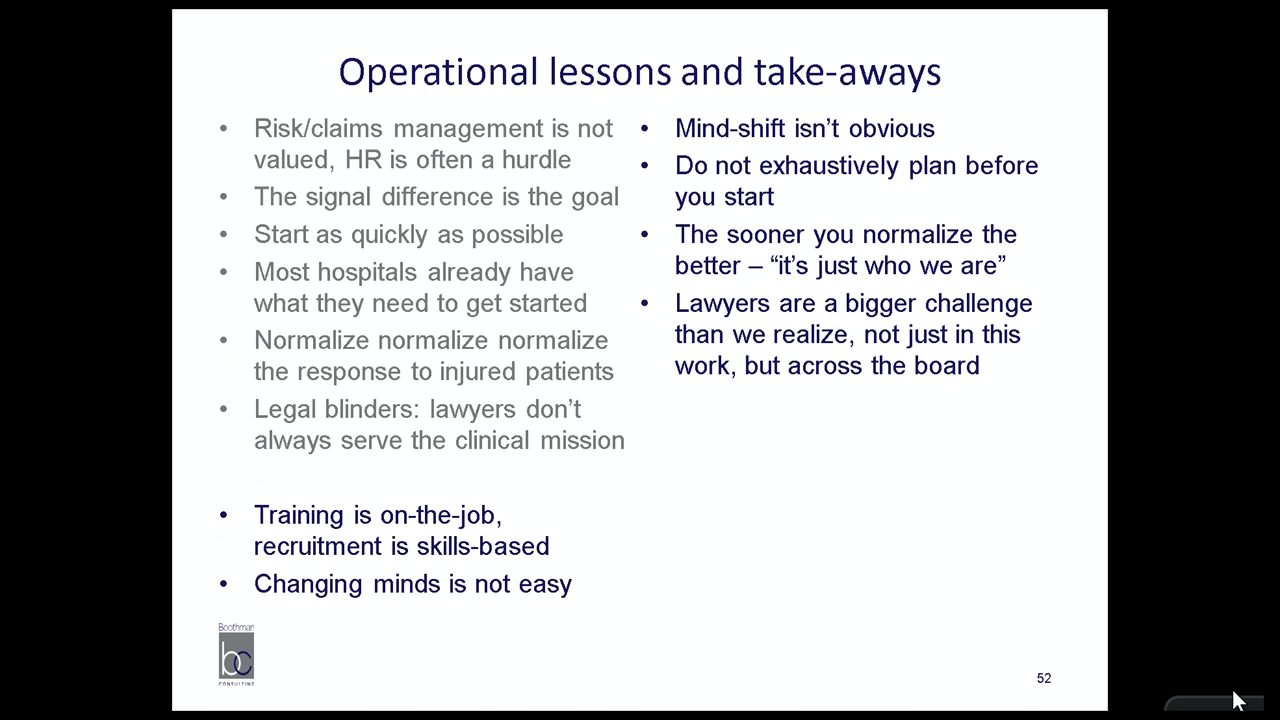 Operational lessons and take-aways
• Risk/claims management is not
valued, HR is often a hurdle
• The signal difference is the goal
• Start as quickly as possible
• Most hospitals already have
what they need to get started
• Normalize normalize normalize
the response to injured patients
• Legal blinders: lawyers don’t
always serve the clinical mission
• Training is on-the-job,
recruitment is skills-based
• Changing minds is not easy
• Mind-shift isn’t obvious
• Do not exhaustively plan before
you start
• The sooner you normalize the
better – “it’s just who we are”
• Lawyers are a bigger challenge
than we realize, not just in this
work, but across the board
Boothman
bc
CONSULTING
52